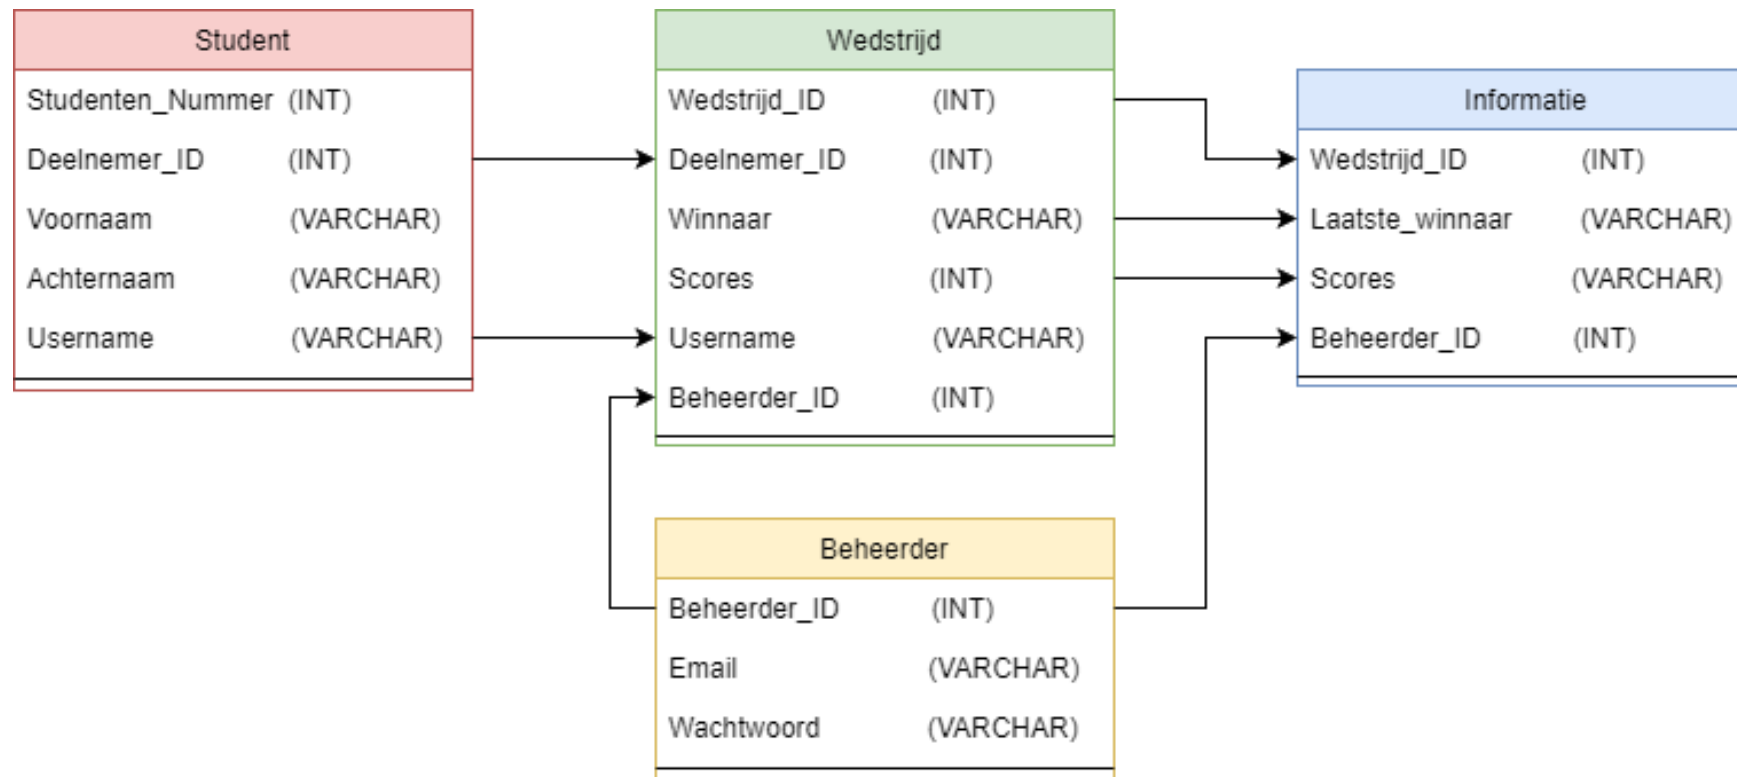 Student
Studenten_Nummer (INT)
Deelnemer_ID (INT)
Voornaam (VARCHAR)
Achternaam (VARCHAR)
Username (VARCHAR)
Wedstrijd
Wedstrijd_ID (INT)
Deelnemer_ID (INT)
Winnaar (VARCHAR)
Scores (INT)
Username (VARCHAR)
Beheerder_ID (INT)
Informatie
Wedstrijd_ID (INT)
Laatste_winnaar (VARCHAR)
Scores (VARCHAR)
Beheerder_ID (INT)
Beheerder
Beheerder_ID (INT)
Email (VARCHAR)
Wachtwoord (VARCHAR)